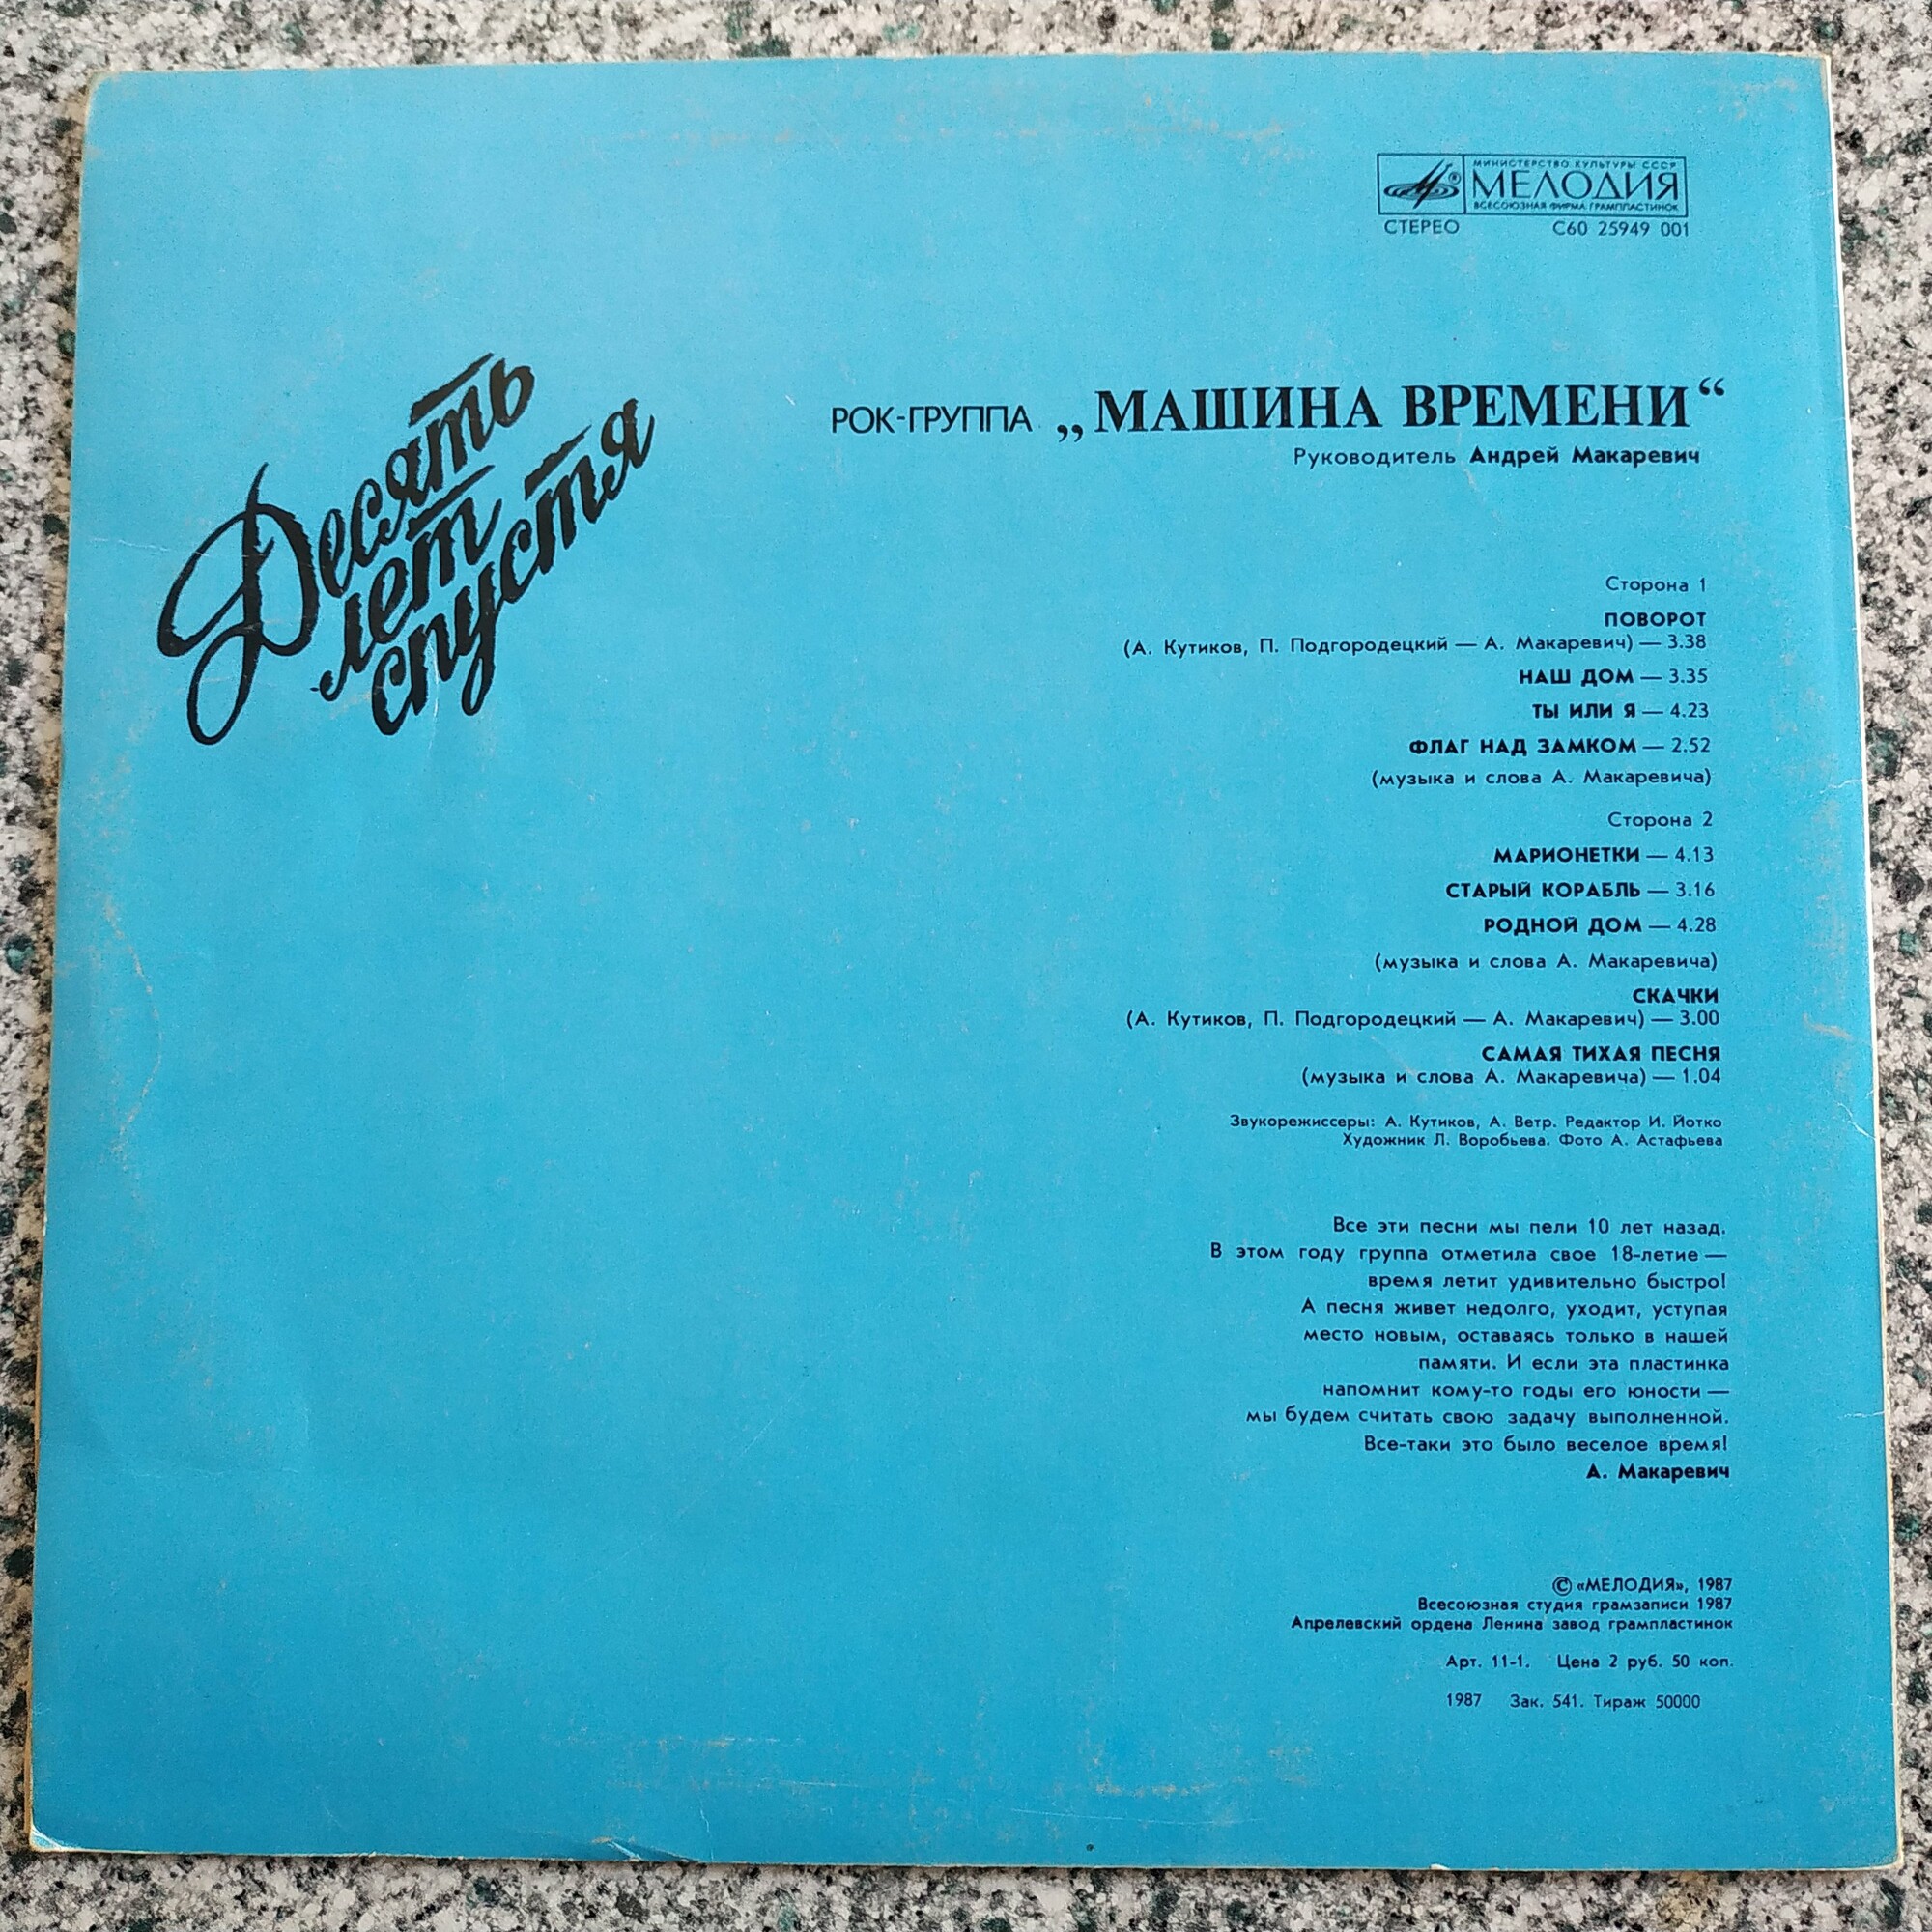 МИНИСТЕРСТВО КУЛЬТУРЫ СССР
МЕЛОДИЯ
ВСЕСОЮЗНАЯ ФИРМА ГРАМПЛАСТИНОК
СТЕРЕО С60 25949 001
Десять
лет
спустя
РОК-ГРУППА „МАШИНА ВРЕМЕНИ“
Руководитель Андрей Макаревич
Сторона 1
ПОВОРОТ
(А. Кутиков, П. Подгородецкий — А. Макаревич) — 3.38
НАШ ДОМ — 3.35
ТЫ ИЛИ Я — 4.23
ФЛАГ НАД ЗАМКОМ — 2.52
(музыка и слова А. Макаревича)
Сторона 2
МАРИОНЕТКИ — 4.13
СТАРЫЙ КОРАБЛЬ — 3.16
РОДНОЙ ДОМ — 4.28
(музыка и слова А. Макаревича)
СКАЧКИ
(А. Кутиков, П. Подгородецкий — А. Макаревич) — 3.00
САМАЯ ТИХАЯ ПЕСНЯ
(музыка и слова А. Макаревича) — 1.04
Звукорежиссеры: А. Кутиков, А. Ветр. Редактор И. Йотко
Художник Л. Воробьева. Фото А. Астафьева
Все эти песни мы пели 10 лет назад.
В этом году группа отметила свое 18-летие —
время летит удивительно быстро!
А песня живет недолго, уходит, уступая
место новым, оставаясь только в нашей
памяти. И если эта пластинка
напомнит кому-то годы его юности —
мы будем считать свою задачу выполненной.
Все-таки это было веселое время!
А. Макаревич
© «МЕЛОДИЯ», 1987
Всесоюзная студия грамзаписи 1987
Апрелевский ордена Ленина завод грампластинок
Арт. 11-1. Цена 2 руб. 50 коп.
1987 Зак. 541. Тираж 50000